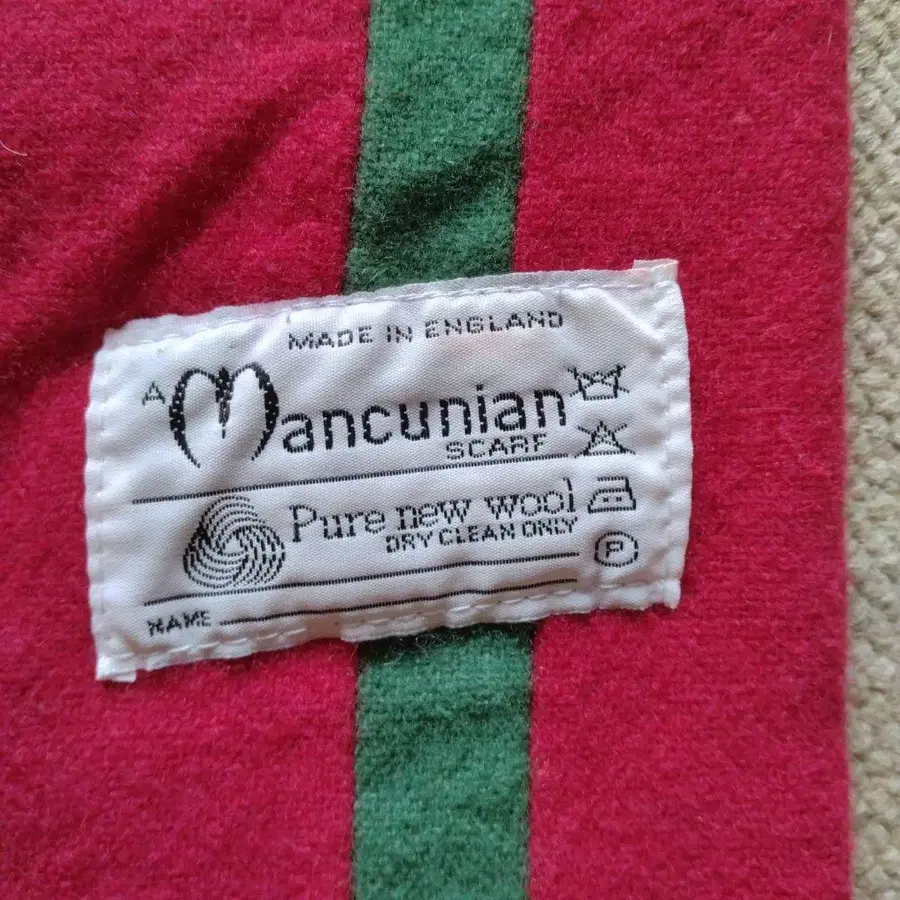 MADE IN ENGLAND
A Mancunian
SCARF
Pure new wool
DRY CLEAN ONLY
P
NAME